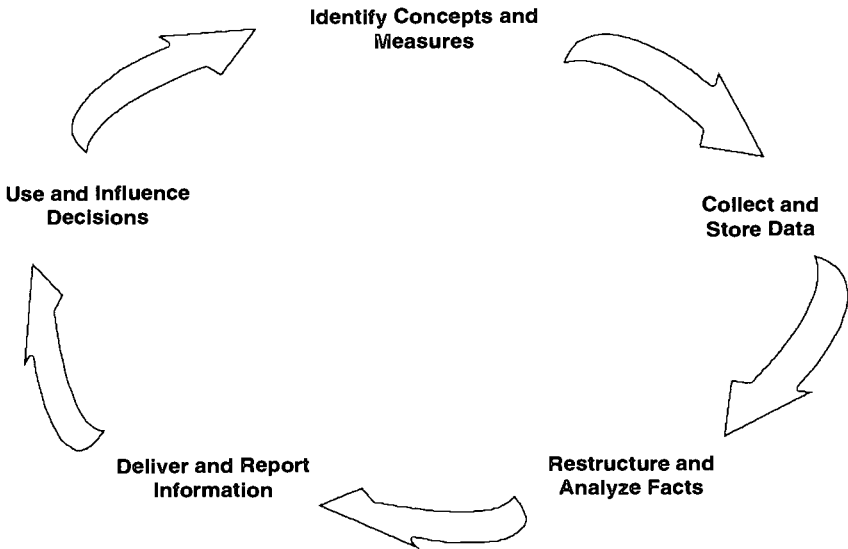 Identify Concepts and
Measures
Collect and
Store Data
Restructure and
Analyze Facts
Deliver and Report
Information
Use and Influence
Decisions